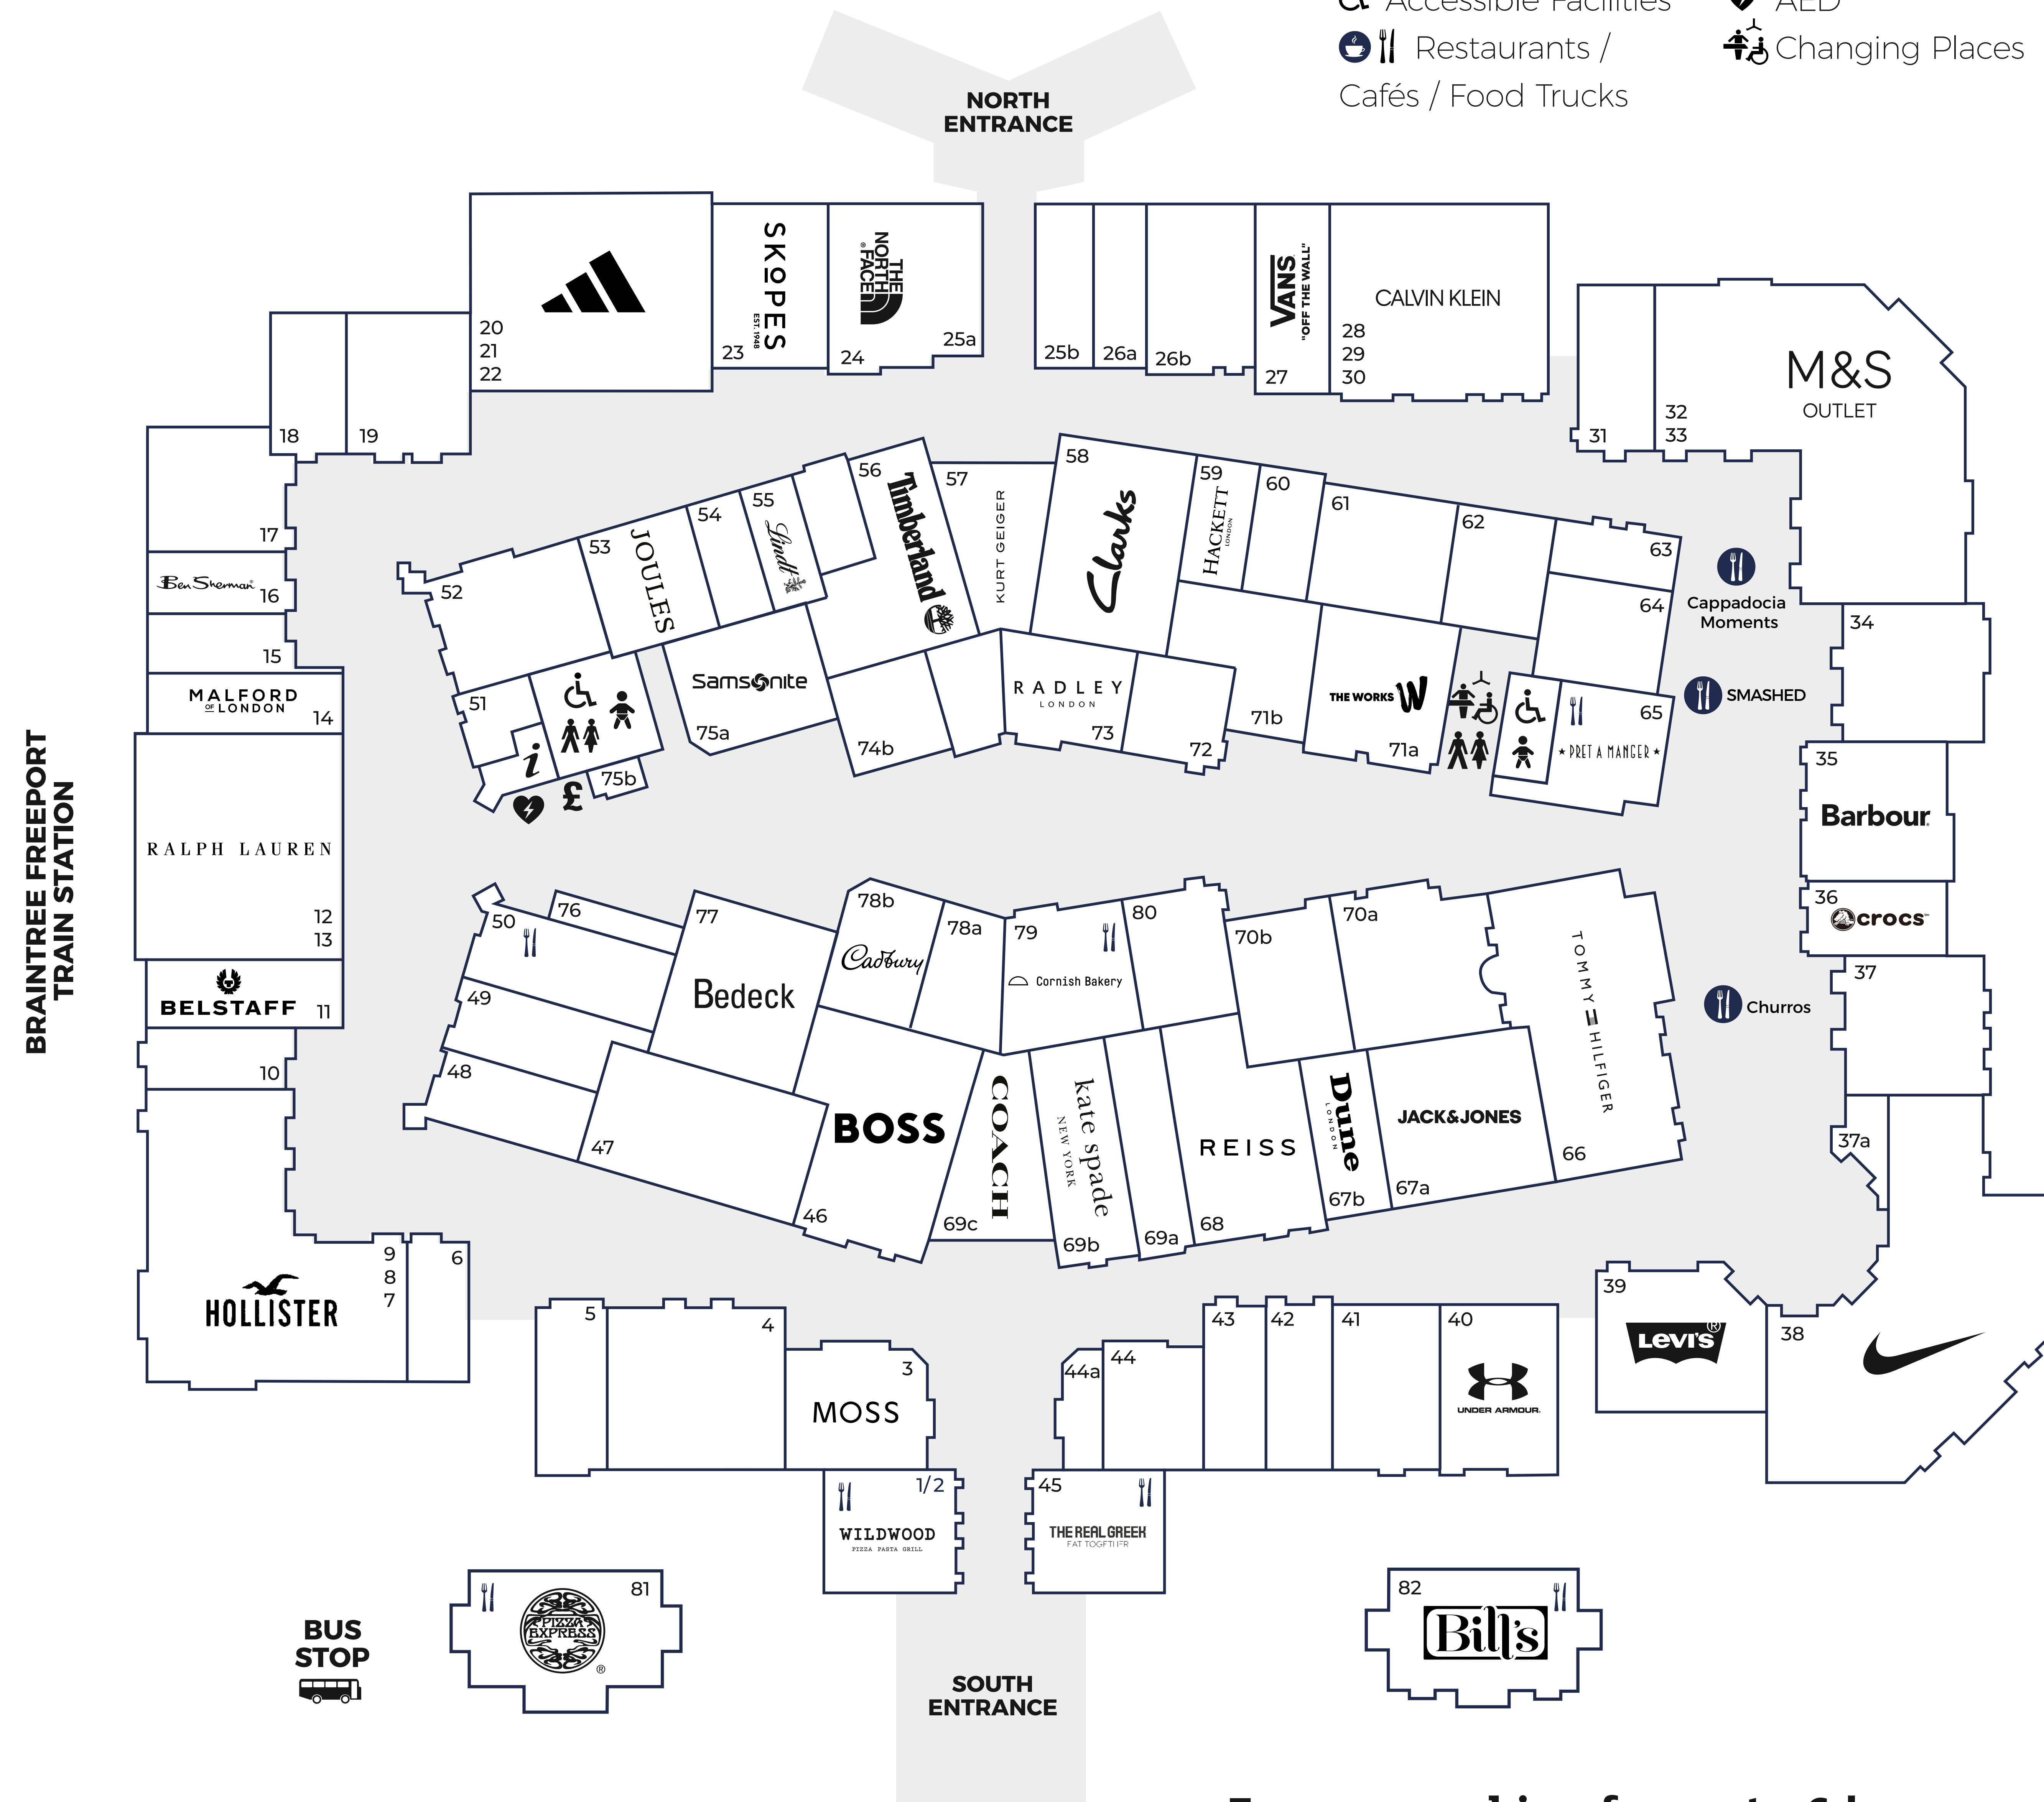 Accessible Facilities
AED
Restaurants /
Cafés / Food Trucks
Changing Places
NORTH
ENTRANCE
20
21
22
SKOPES
EST. 1948
23
THE
NORTH
FACE
®
24
25a
25b
26a
26b
VANS
"OFF THE WALL"
27
CALVIN KLEIN
28
29
30
31
M&S
OUTLET
32
33
18
19
17
Ben Sherman
16
15
MALFORD
OF LONDON
14
RALPH LAUREN
12
13
BELSTAFF
11
10
BRAINTREE FREEPORT
TRAIN STATION
52
53
JOULES
54
55
Lindt
56
Timberland
57
KURT GEIGER
58
Clarks
59
HACKETT
LONDON
60
61
62
63
64
Cappadocia
Moments
SMASHED
34
35
Barbour
36
crocs™
37
Churros
37a
51
i
£
75b
Samsonite
75a
74b
RADLEY
LONDON
73
72
71b
THE WORKS W
71a
65
PRET A MANGER
50
76
77
Bedeck
78b
Cadbury
78a
79
Cornish Bakery
80
70b
70a
TOMMY HILFIGER
66
49
48
47
BOSS
46
COACH
69c
kate spade
NEW YORK
69b
69a
REISS
68
Dune
LONDON
67b
JACK&JONES
67a
9
8
7
HOLLISTER
6
5
4
3
MOSS
44a
44
43
42
41
40
UNDER ARMOUR
39
LEVI'S
®
38
1/2
WILDWOOD
PIZZA PASTA GRILL
45
THE REAL GREEK
EAT TOGETHER
81
PIZZA
EXPRESS
®
82
Bill's
BUS
STOP
SOUTH
ENTRANCE